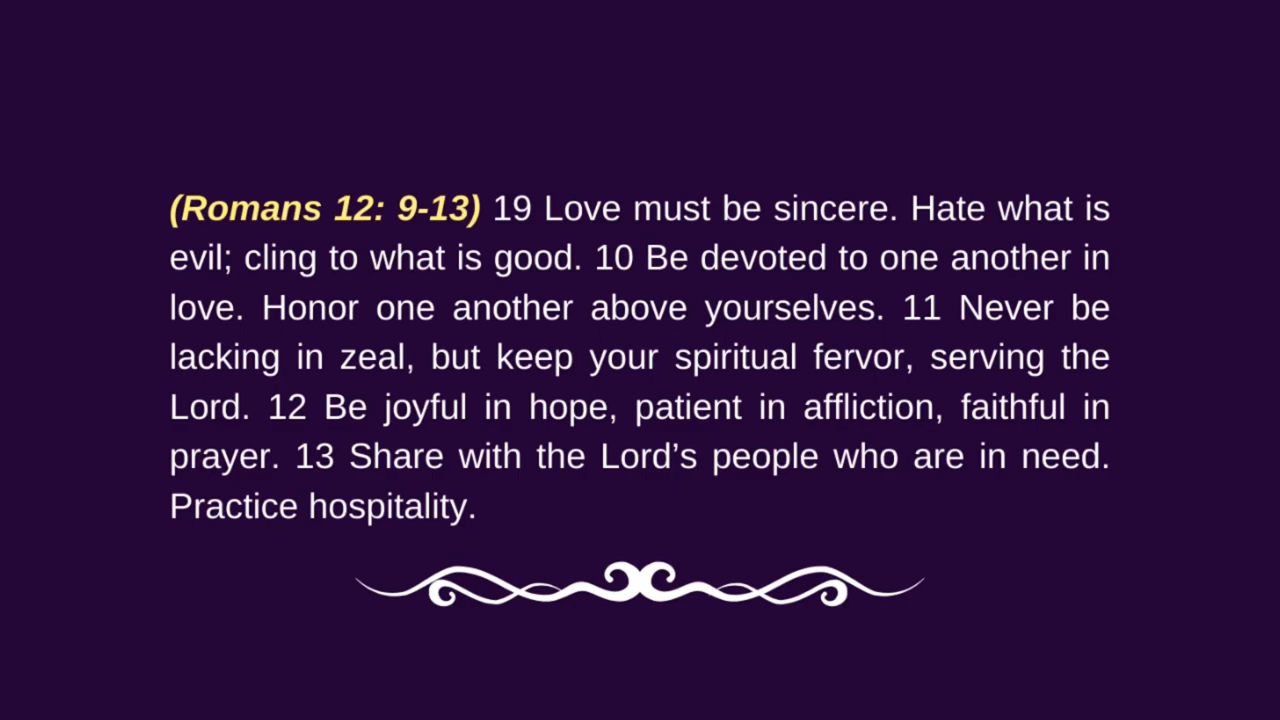 (Romans 12: 9-13) 19 Love must be sincere. Hate what is
evil; cling to what is good. 10 Be devoted to one another in
love. Honor one another above yourselves. 11 Never be
lacking in zeal, but keep your spiritual fervor, serving the
Lord. 12 Be joyful in hope, patient in affliction, faithful in
prayer. 13 Share with the Lord’s people who are in need.
Practice hospitality.